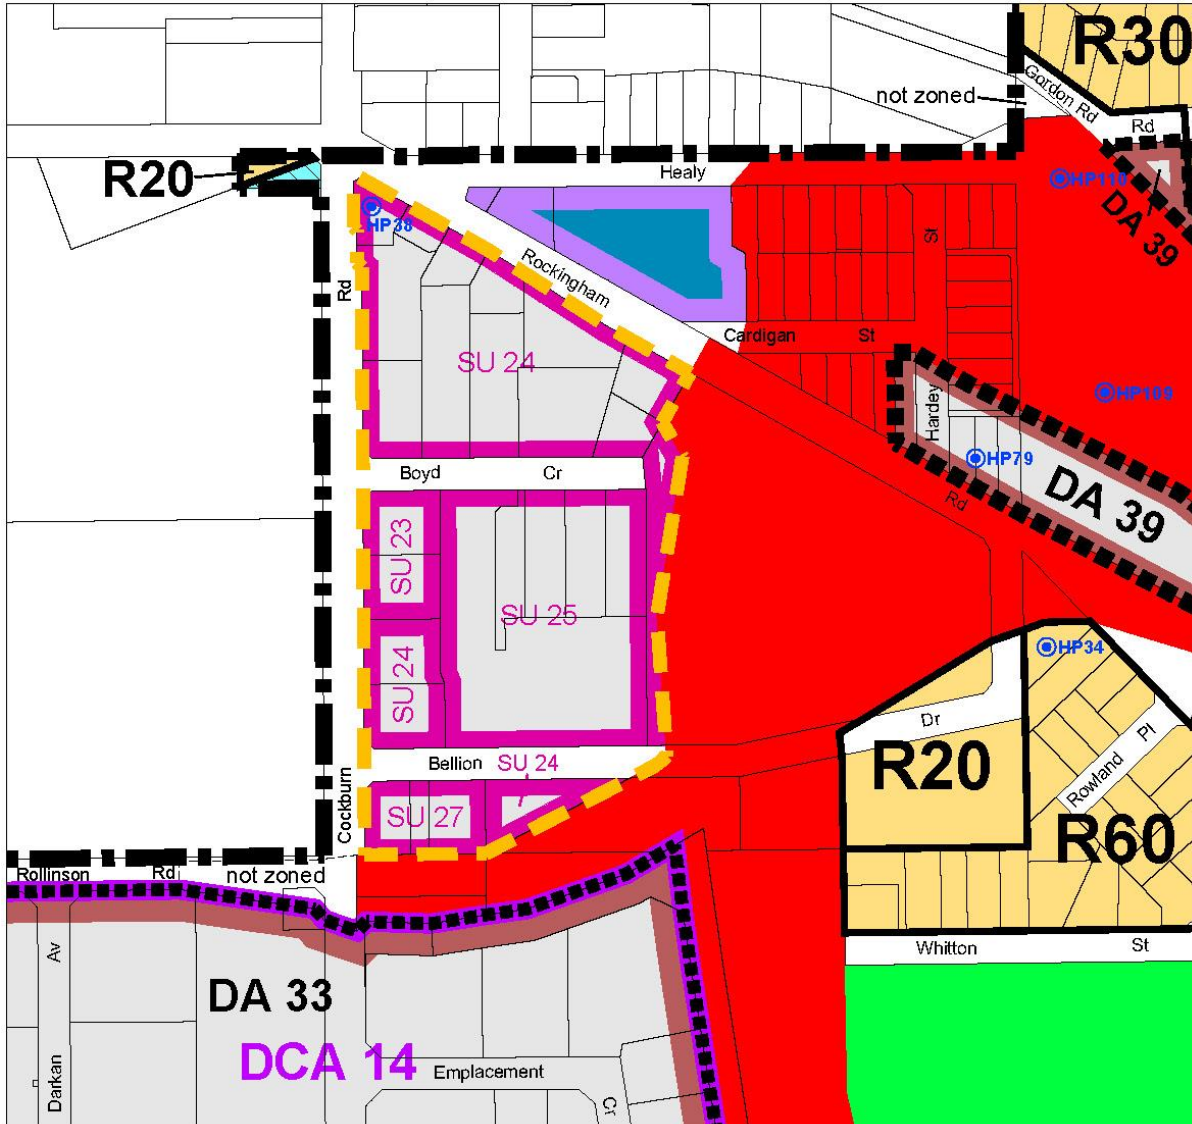 R30
Gordon Rd
Rd
not zoned
R20
Healy
HP110
HP38
DA 39
St
Rockingham
Rd
Cardigan
St
SU 24
HP109
Hardey
HP79
Boyd
Cr
DA 39
Rd
SU 23
SU 25
SU 24
SU
HP34
Dr
Pl
R20
Rowland
Bellion
SU 24
Cockburn
SU 27
R60
Rollinson
Rd
not zoned
Whitton
St
Av
DA 33
DCA 14
Emplacement
Darkan
Cr